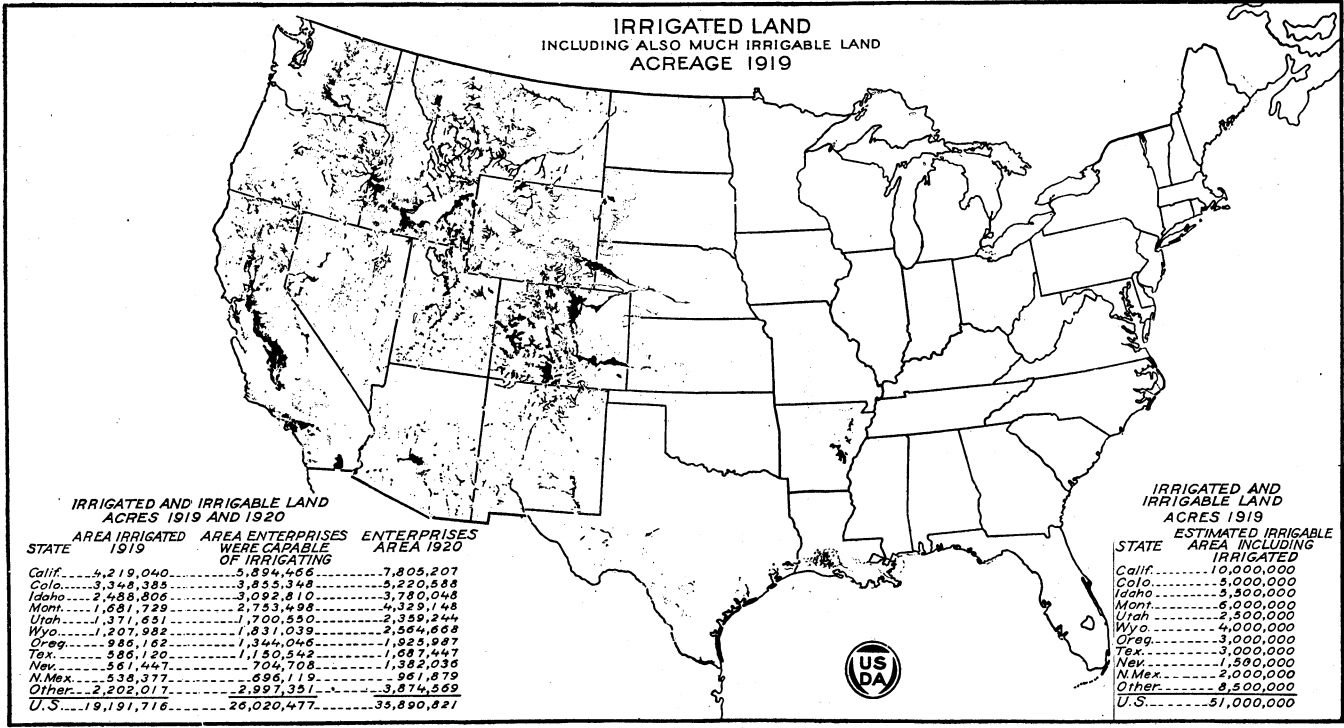 IRRIGATED LAND
INCLUDING ALSO MUCH IRRIGABLE LAND
ACREAGE 1919
IRRIGATED AND IRRIGABLE LAND
ACRES 1919 AND 1920
STATE AREA IRRIGATED 1919 AREA ENTERPRISES WERE CAPABLE OF IRRIGATING ENTERPRISES AREA 1920
Calif. 4,219,040 5,894,466 7,805,207
Colo. 3,348,385 3,855,348 5,220,588
Idaho 2,488,806 3,092,810 3,780,048
Mont. 1,681,729 2,753,498 4,329,148
Utah 1,371,651 1,700,550 2,359,244
Wyo. 1,207,982 1,831,039 2,564,668
Oreg. 986,162 1,344,046 1,925,987
Tex. 586,120 1,150,542 1,687,447
Nev. 561,447 704,708 1,382,036
N.Mex. 538,377 696,119 961,879
Other 2,202,017 2,997,351 3,874,569
U.S. 19,191,716 26,020,477 35,890,821
US
DA
IRRIGATED AND
IRRIGABLE LAND
ACRES 1919
STATE ESTIMATED IRRIGABLE AREA INCLUDING IRRIGATED
Calif. 10,000,000
Colo. 5,000,000
Idaho 5,500,000
Mont. 6,000,000
Utah 2,500,000
Wyo. 4,000,000
Oreg. 3,000,000
Tex. 3,000,000
Nev. 1,500,000
N.Mex. 2,000,000
Other 8,500,000
U.S. 51,000,000